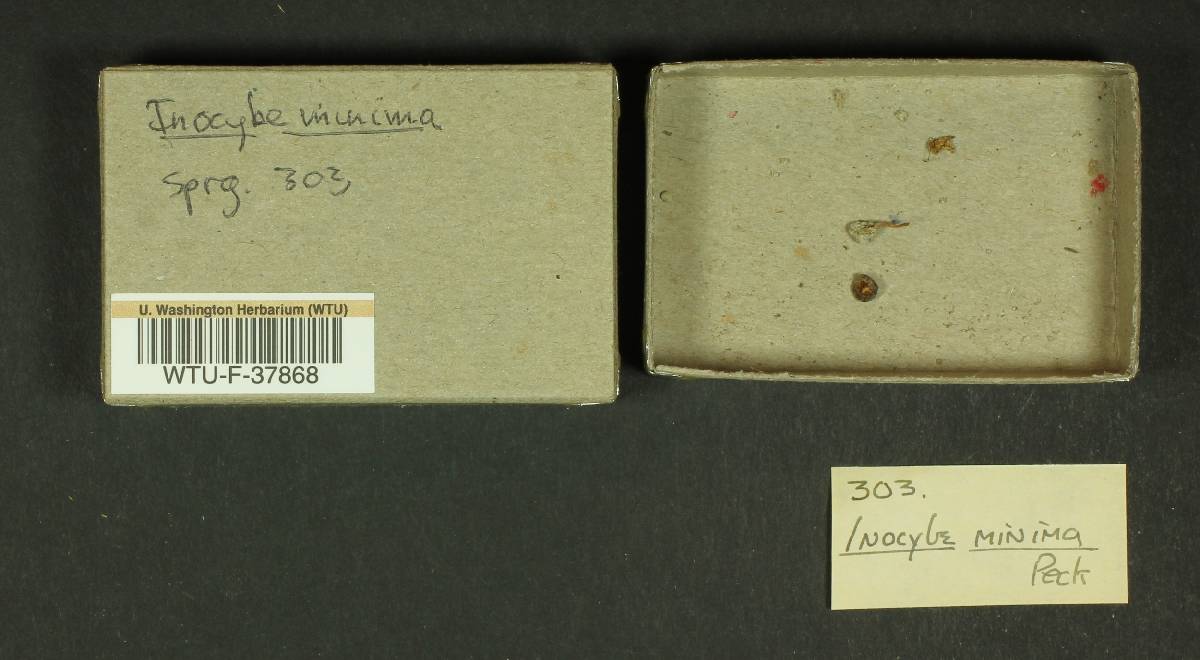 Inocybe minima
Sprg. 303
U. Washington Herbarium (WTU)
WTU-F-37868
303.
Inocybe minima
Peck